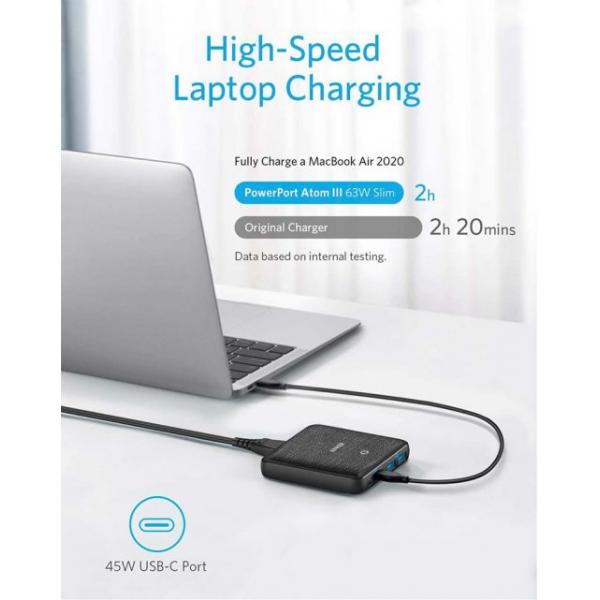 High-Speed
Laptop Charging
Fully Charge a MacBook Air 2020
PowerPort Atom III 63W Slim 2h
Original Charger 2h 20mins
Data based on internal testing.
ANKER
45W USB-C Port